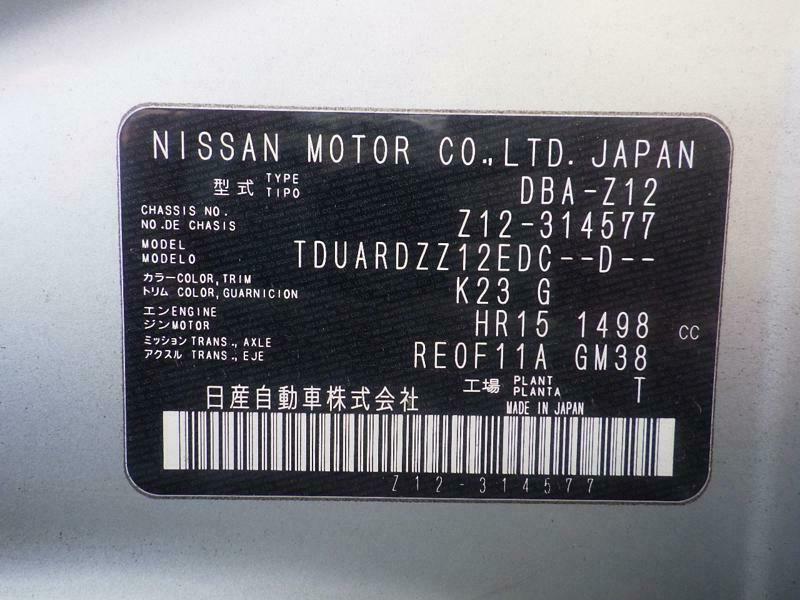 NISSAN MOTOR CO.,LTD. JAPAN
型式 TYPE TIPO DBA-Z12
CHASSIS NO.
NO.DE CHASIS Z12-314577
MODEL
MODELO TDUARDZZ12EDC--D--
カラーCOLOR,TRIM
トリム COLOR,GUARNICION K23 G
エンENGINE
ジンMOTOR HR15 1498 CC
ミッション TRANS., AXLE
アクスル TRANS., EJE RE0F11A GM38
工場 PLANT PLANTA T
日産自動車株式会社 MADE IN JAPAN
Z12-314577